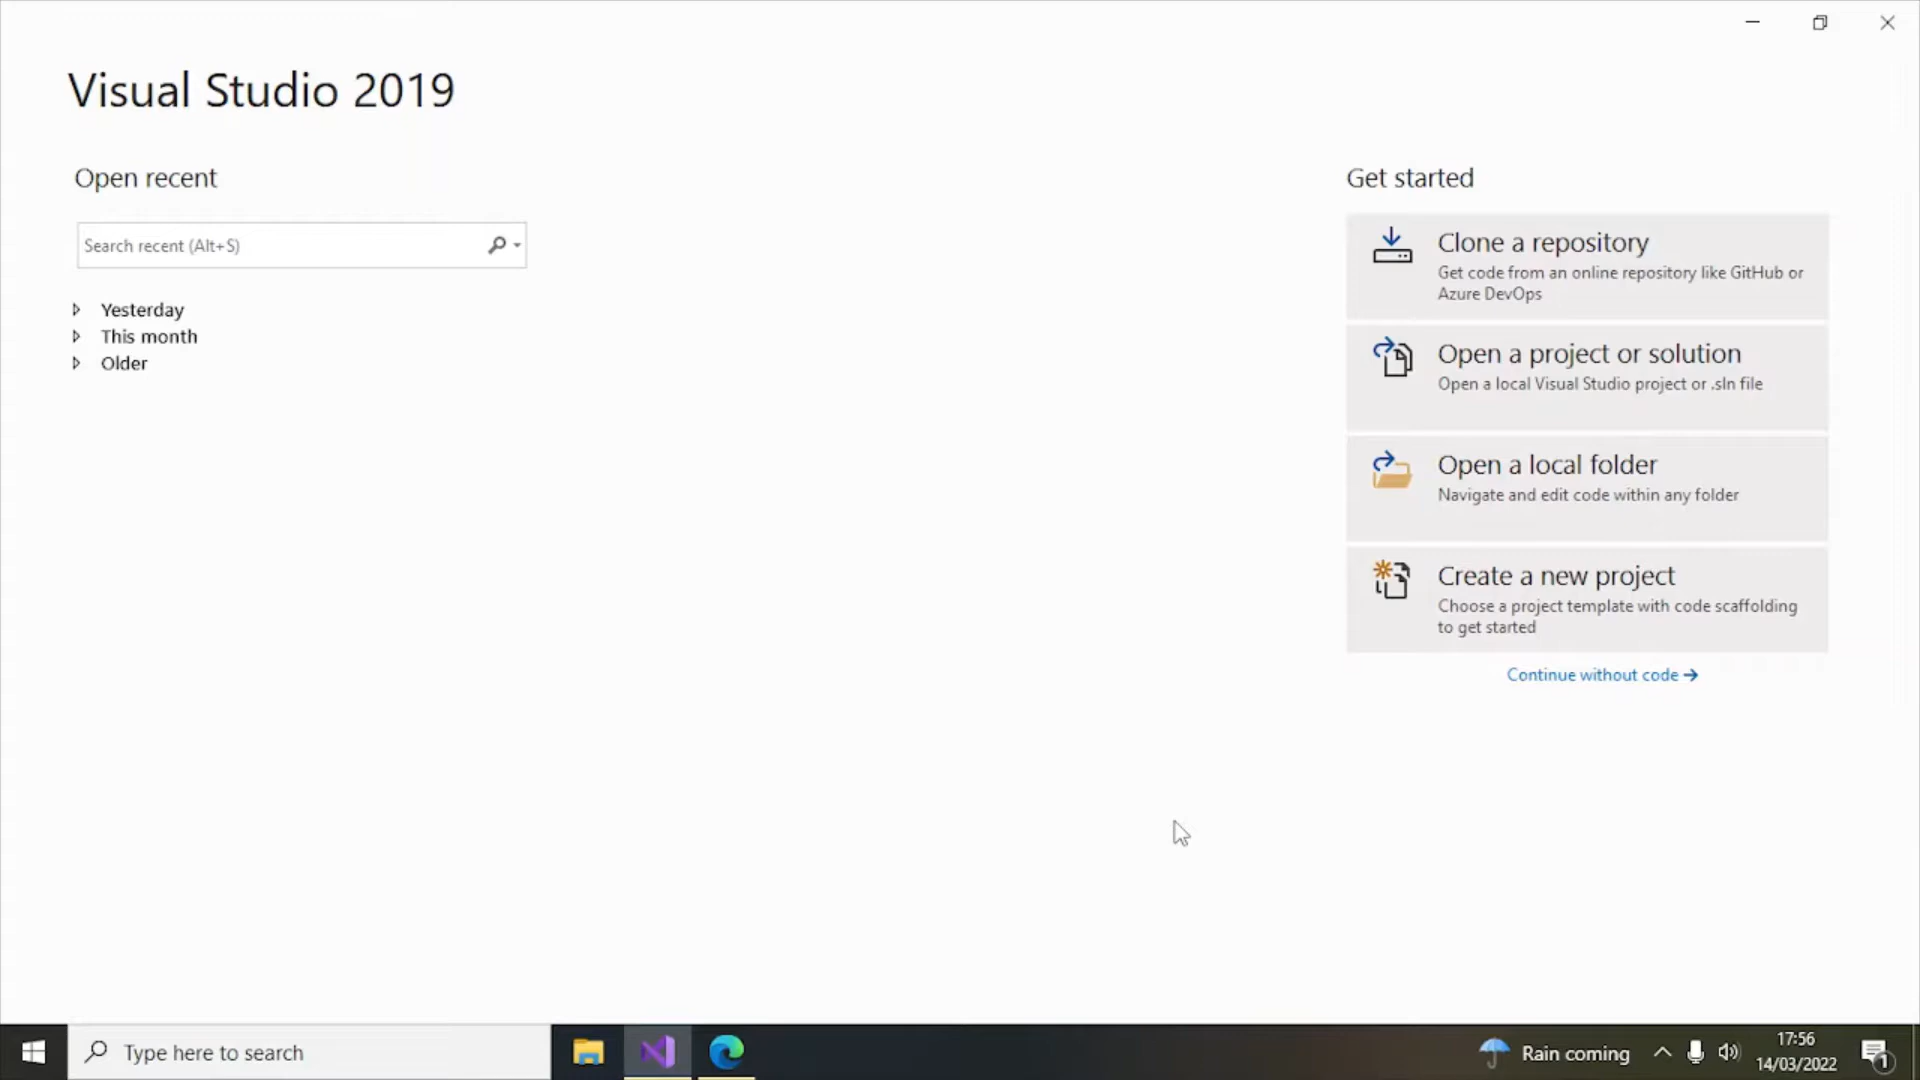 Visual Studio 2019
Open recent
Search recent (Alt+S)
Yesterday
This month
Older
Get started
Clone a repository
Get code from an online repository like GitHub or
Azure DevOps
Open a project or solution
Open a local Visual Studio project or .sln file
Open a local folder
Navigate and edit code within any folder
Create a new project
Choose a project template with code scaffolding
to get started
Continue without code →
Type here to search
Rain coming
17:56
14/03/2022
1